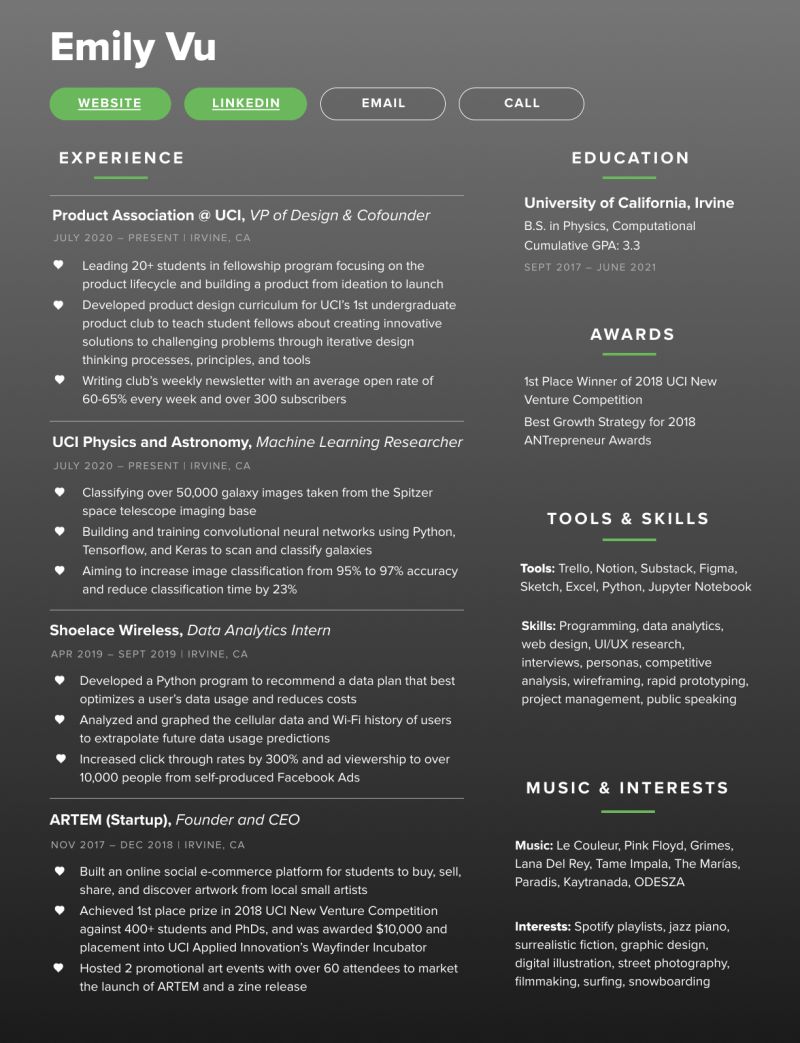 Emily Vu
WEBSITE
LINKEDIN
EMAIL
CALL
EXPERIENCE
Product Association @ UCI, VP of Design & Cofounder
JULY 2020 – PRESENT | IRVINE, CA
Leading 20+ students in fellowship program focusing on the
product lifecycle and building a product from ideation to launch
Developed product design curriculum for UCI’s 1st undergraduate
product club to teach student fellows about creating innovative
solutions to challenging problems through iterative design
thinking processes, principles, and tools
Writing club’s weekly newsletter with an average open rate of
60-65% every week and over 300 subscribers
UCI Physics and Astronomy, Machine Learning Researcher
JULY 2020 – PRESENT | IRVINE, CA
Classifying over 50,000 galaxy images taken from the Spitzer
space telescope imaging base
Building and training convolutional neural networks using Python,
Tensorflow, and Keras to scan and classify galaxies
Aiming to increase image classification from 95% to 97% accuracy
and reduce classification time by 23%
Shoelace Wireless, Data Analytics Intern
APR 2019 – SEPT 2019 | IRVINE, CA
Developed a Python program to recommend a data plan that best
optimizes a user’s data usage and reduces costs
Analyzed and graphed the cellular data and Wi-Fi history of users
to extrapolate future data usage predictions
Increased click through rates by 300% and ad viewership to over
10,000 people from self-produced Facebook Ads
ARTEM (Startup), Founder and CEO
NOV 2017 – DEC 2018 | IRVINE, CA
Built an online social e-commerce platform for students to buy, sell,
share, and discover artwork from local small artists
Achieved 1st place prize in 2018 UCI New Venture Competition
against 400+ students and PhDs, and was awarded $10,000 and
placement into UCI Applied Innovation’s Wayfinder Incubator
Hosted 2 promotional art events with over 60 attendees to market
the launch of ARTEM and a zine release
EDUCATION
University of California, Irvine
B.S. in Physics, Computational
Cumulative GPA: 3.3
SEPT 2017 – JUNE 2021
AWARDS
1st Place Winner of 2018 UCI New
Venture Competition
Best Growth Strategy for 2018
ANTrepreneur Awards
TOOLS & SKILLS
Tools: Trello, Notion, Substack, Figma,
Sketch, Excel, Python, Jupyter Notebook
Skills: Programming, data analytics,
web design, UI/UX research,
interviews, personas, competitive
analysis, wireframing, rapid prototyping,
project management, public speaking
MUSIC & INTERESTS
Music: Le Couleur, Pink Floyd, Grimes,
Lana Del Rey, Tame Impala, The Marías,
Paradis, Kaytranada, ODESZA
Interests: Spotify playlists, jazz piano,
surrealistic fiction, graphic design,
digital illustration, street photography,
filmmaking, surfing, snowboarding